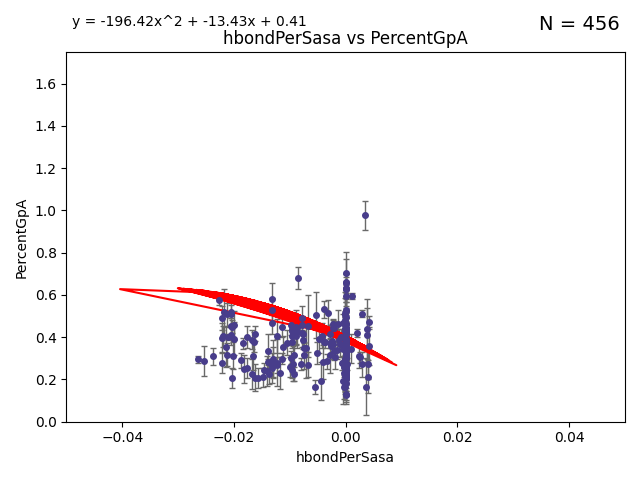 y = -196.42x^2 + -13.43x + 0.41
N = 456
hbondPerSasa vs PercentGpA
PercentGpA
1.6
1.4
1.2
1.0
0.8
0.6
0.4
0.2
0.0
−0.04 −0.02 0.00 0.02 0.04
hbondPerSasa